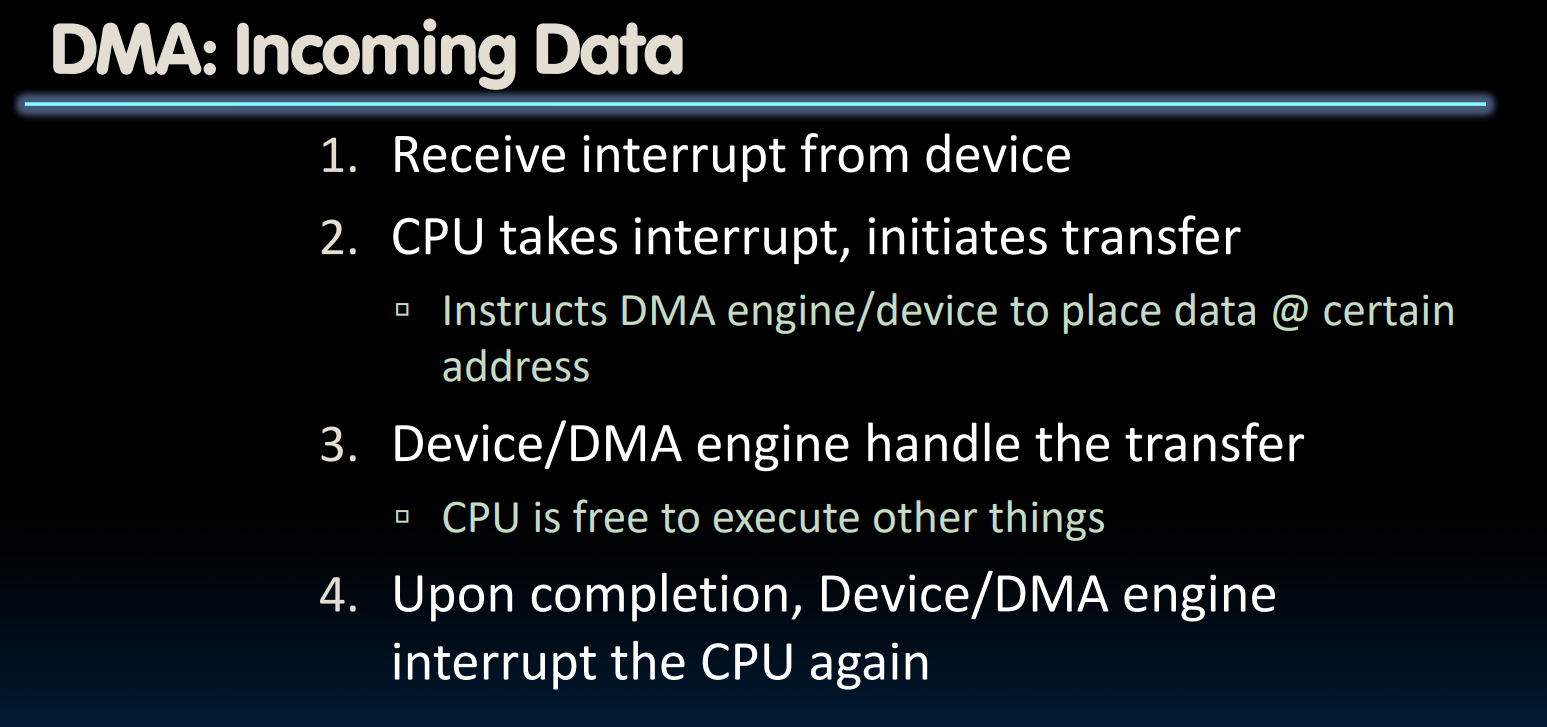 DMA: Incoming Data
1. Receive interrupt from device
2. CPU takes interrupt, initiates transfer
▫ Instructs DMA engine/device to place data @ certain
address
3. Device/DMA engine handle the transfer
▫ CPU is free to execute other things
4. Upon completion, Device/DMA engine
interrupt the CPU again